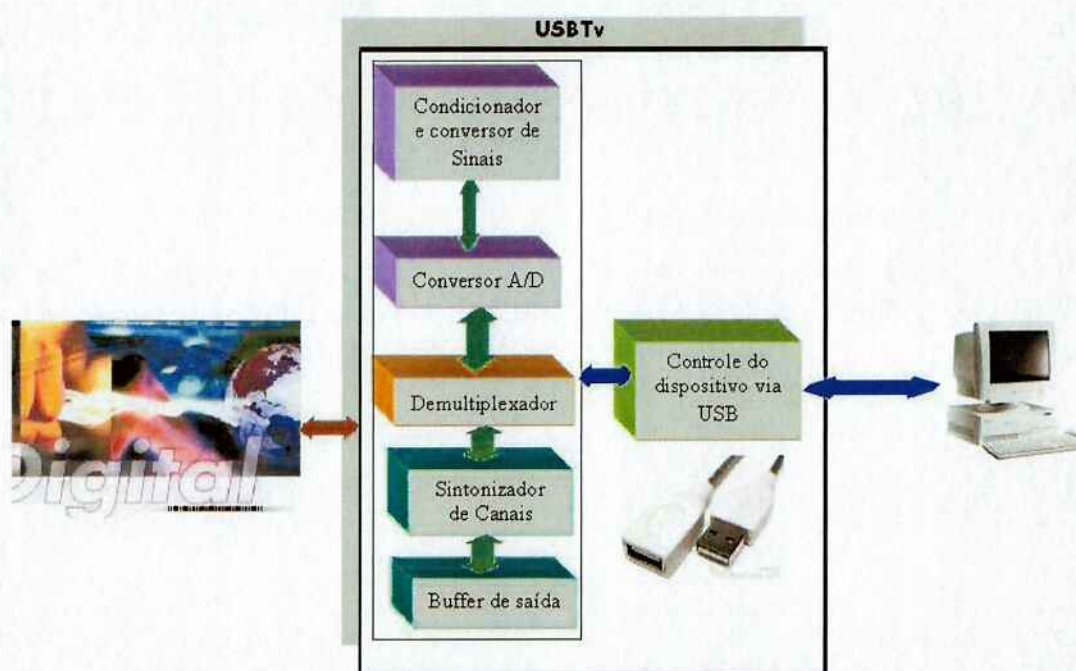 USBTv
Condicionador
e conversor de
Sinais
Conversor A/D
Demultiplexador
Sintonizador
de Canais
Buffer de saída
Controle do
dispositivo via
USB
Digital